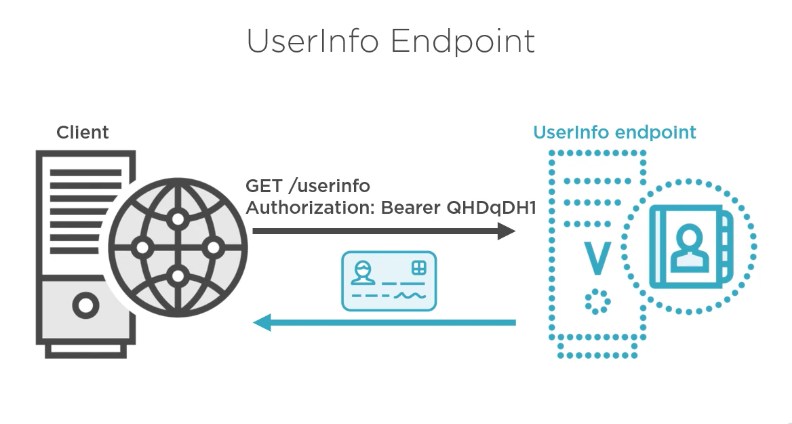 UserInfo Endpoint
Client
UserInfo endpoint
GET /userinfo
Authorization: Bearer QHDqDH1